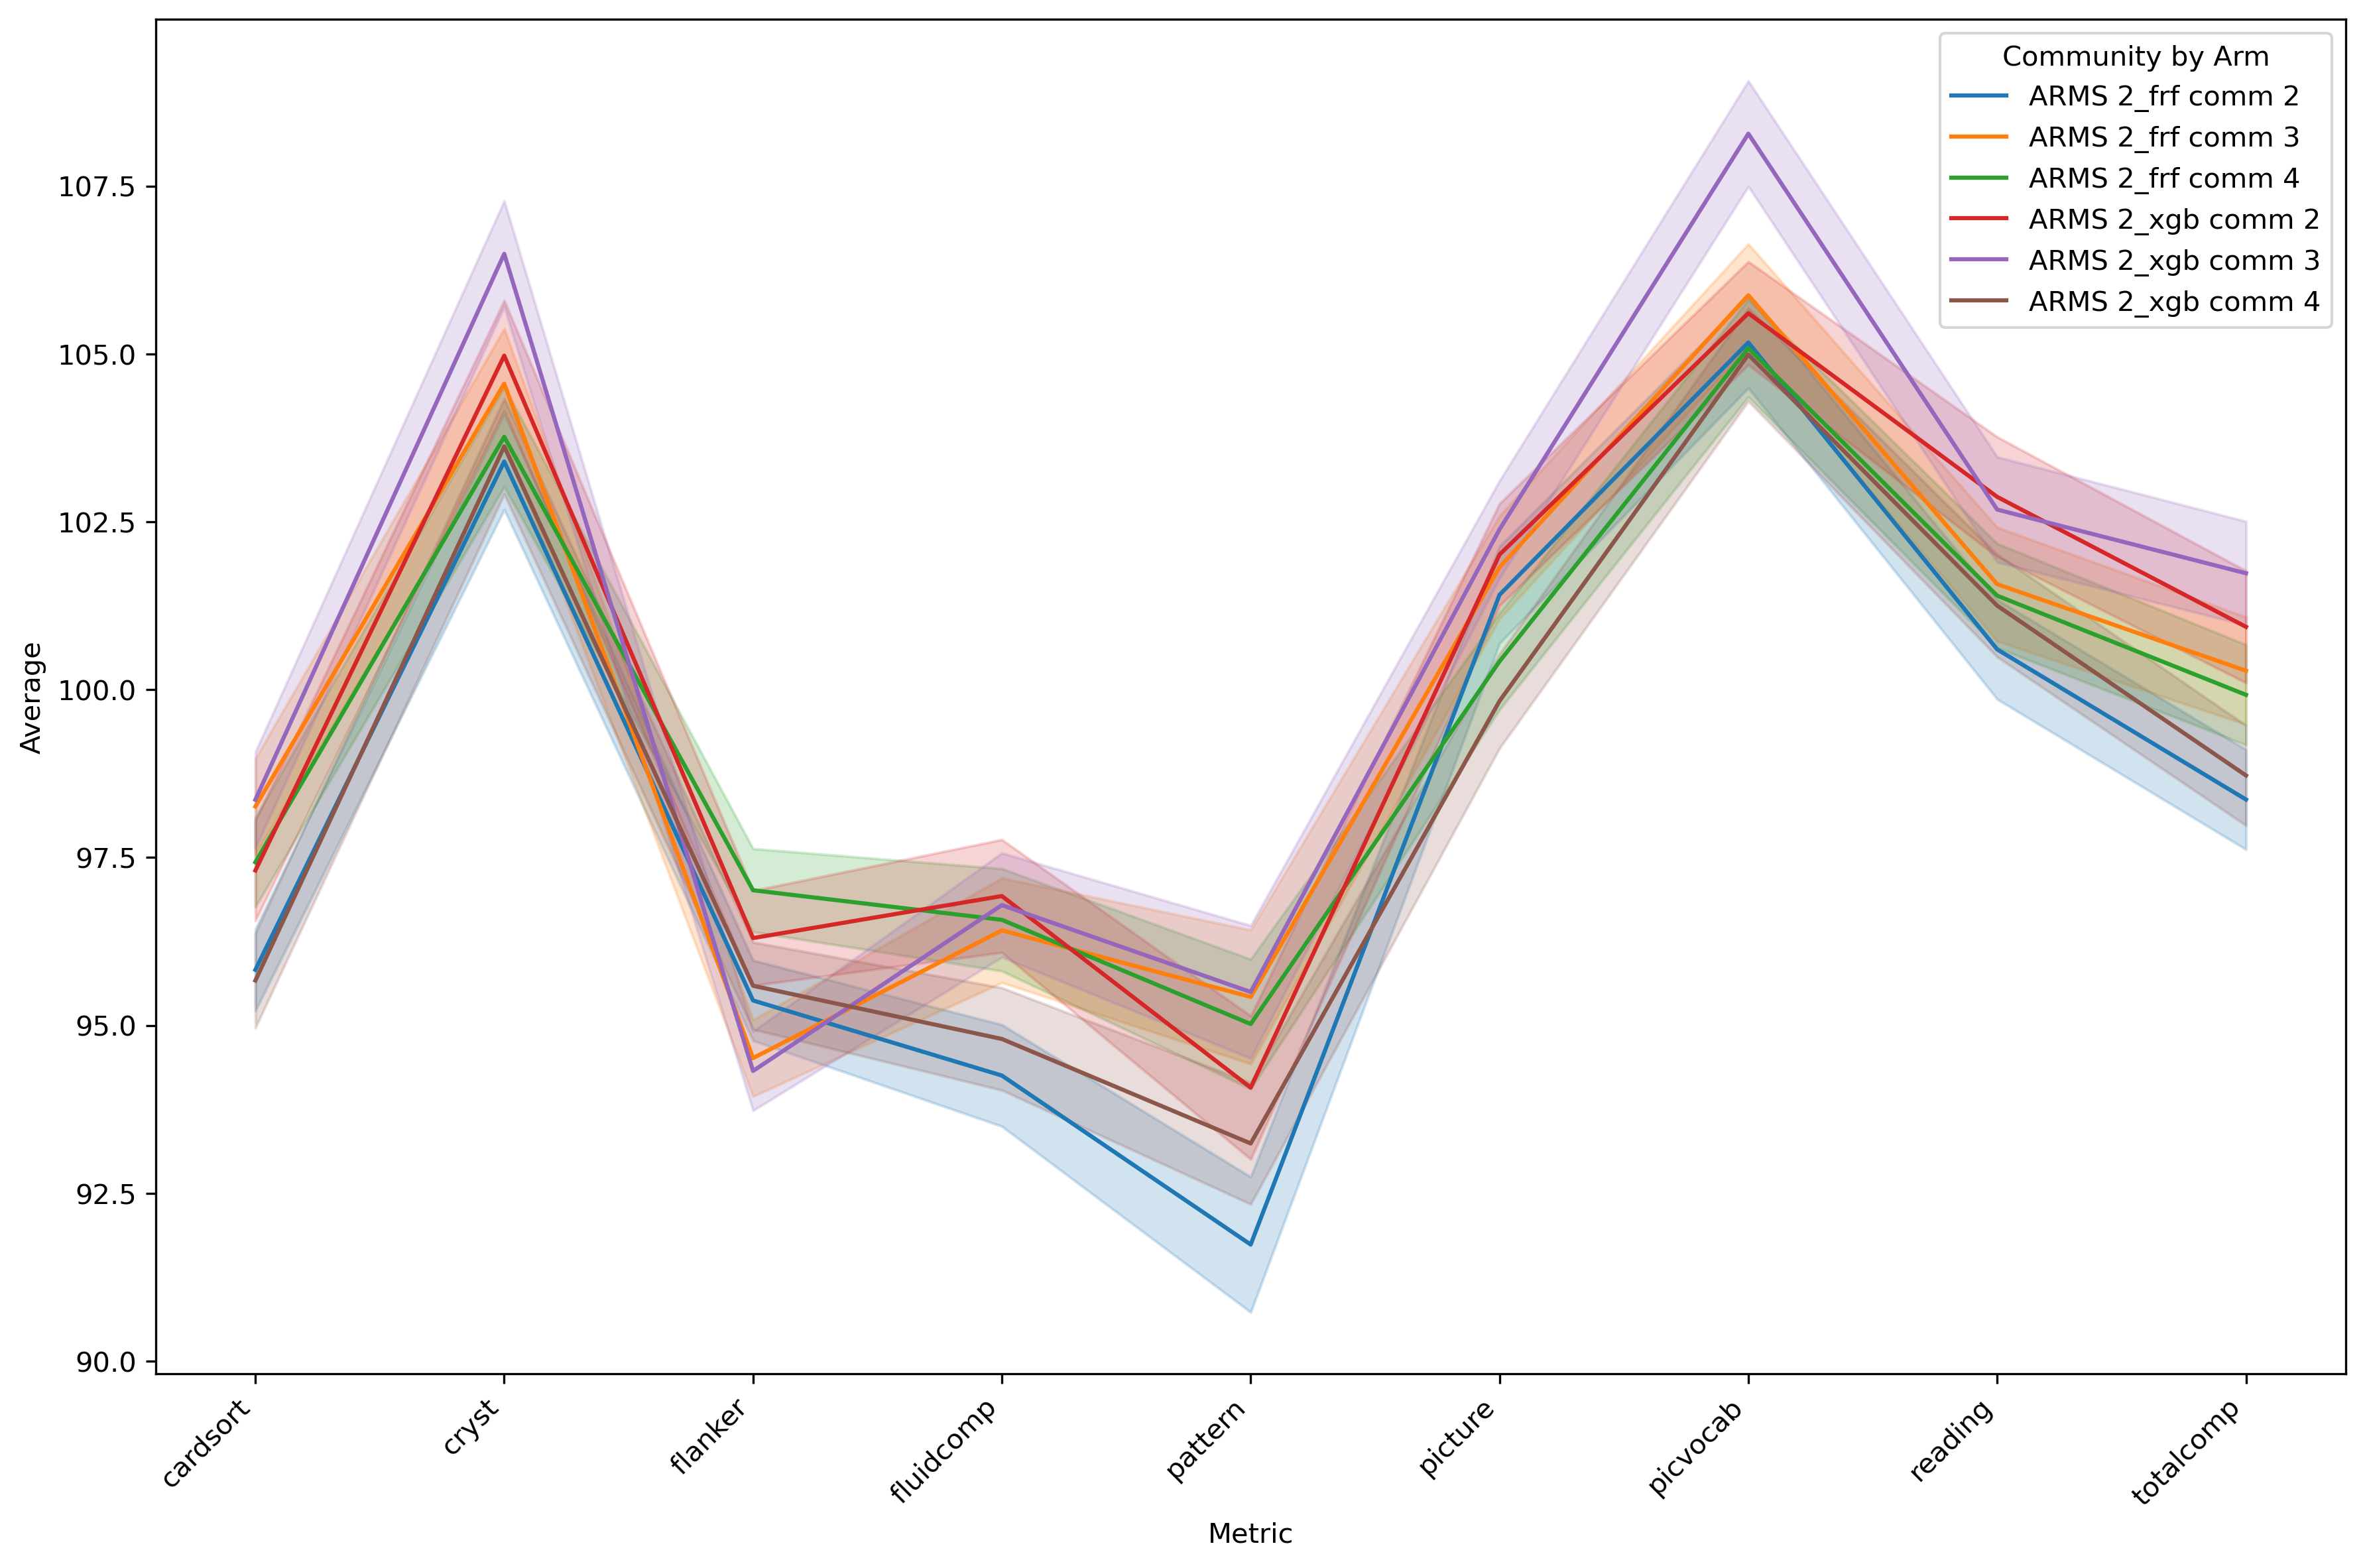 Community by Arm
ARMS 2_frf comm 2
ARMS 2_frf comm 3
ARMS 2_frf comm 4
ARMS 2_xgb comm 2
ARMS 2_xgb comm 3
ARMS 2_xgb comm 4
107.5
105.0
102.5
100.0
97.5
95.0
92.5
90.0
Average
cardsort
cryst
flanker
fluidcomp
pattern
picture
picvocab
reading
totalcomp
Metric